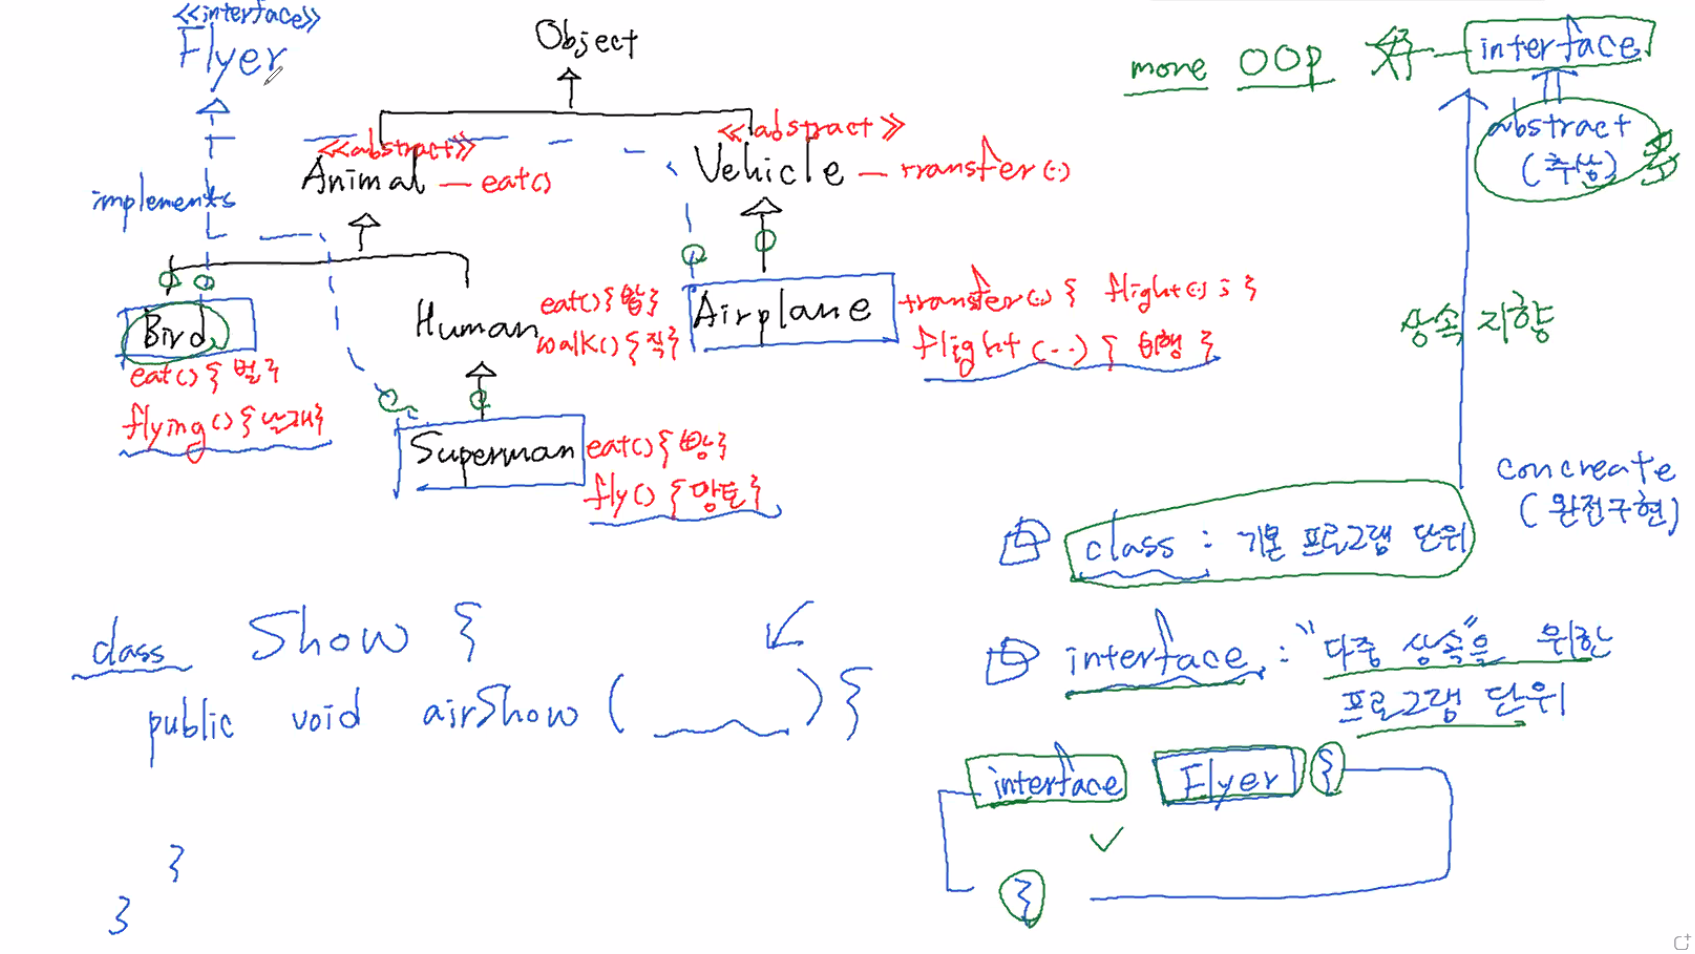 <<interface>>
Flyer
Object
<<abstract>>
Animal — eat()
<<abstract>>
Vehicle — transfer(..)
implements
Bird
eat() {벌레}
flying() {날개}
Human
eat() {밥}
walk() {직}
Superman
eat() {빵}
fly() {망토}
Airplane
transfer(..) { flight(..) ; }
flight (..) { 비행 }
more OOP 好 — interface
abstract
(추상)
상속 지향
concreate
(완전구현)
class : 기본 프로그램 단위
interface : "다중 상속"을 위한
프로그램 단위
interface Flyer {
}
class Show {
public void airShow ( ) {
}
}